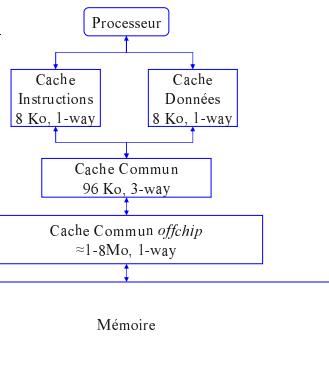 Processeur
Cache
Instructions
8 Ko, 1-way
Cache
Données
8 Ko, 1-way
Cache Commun
96 Ko, 3-way
Cache Commun offchip
≈1-8Mo, 1-way
Mémoire